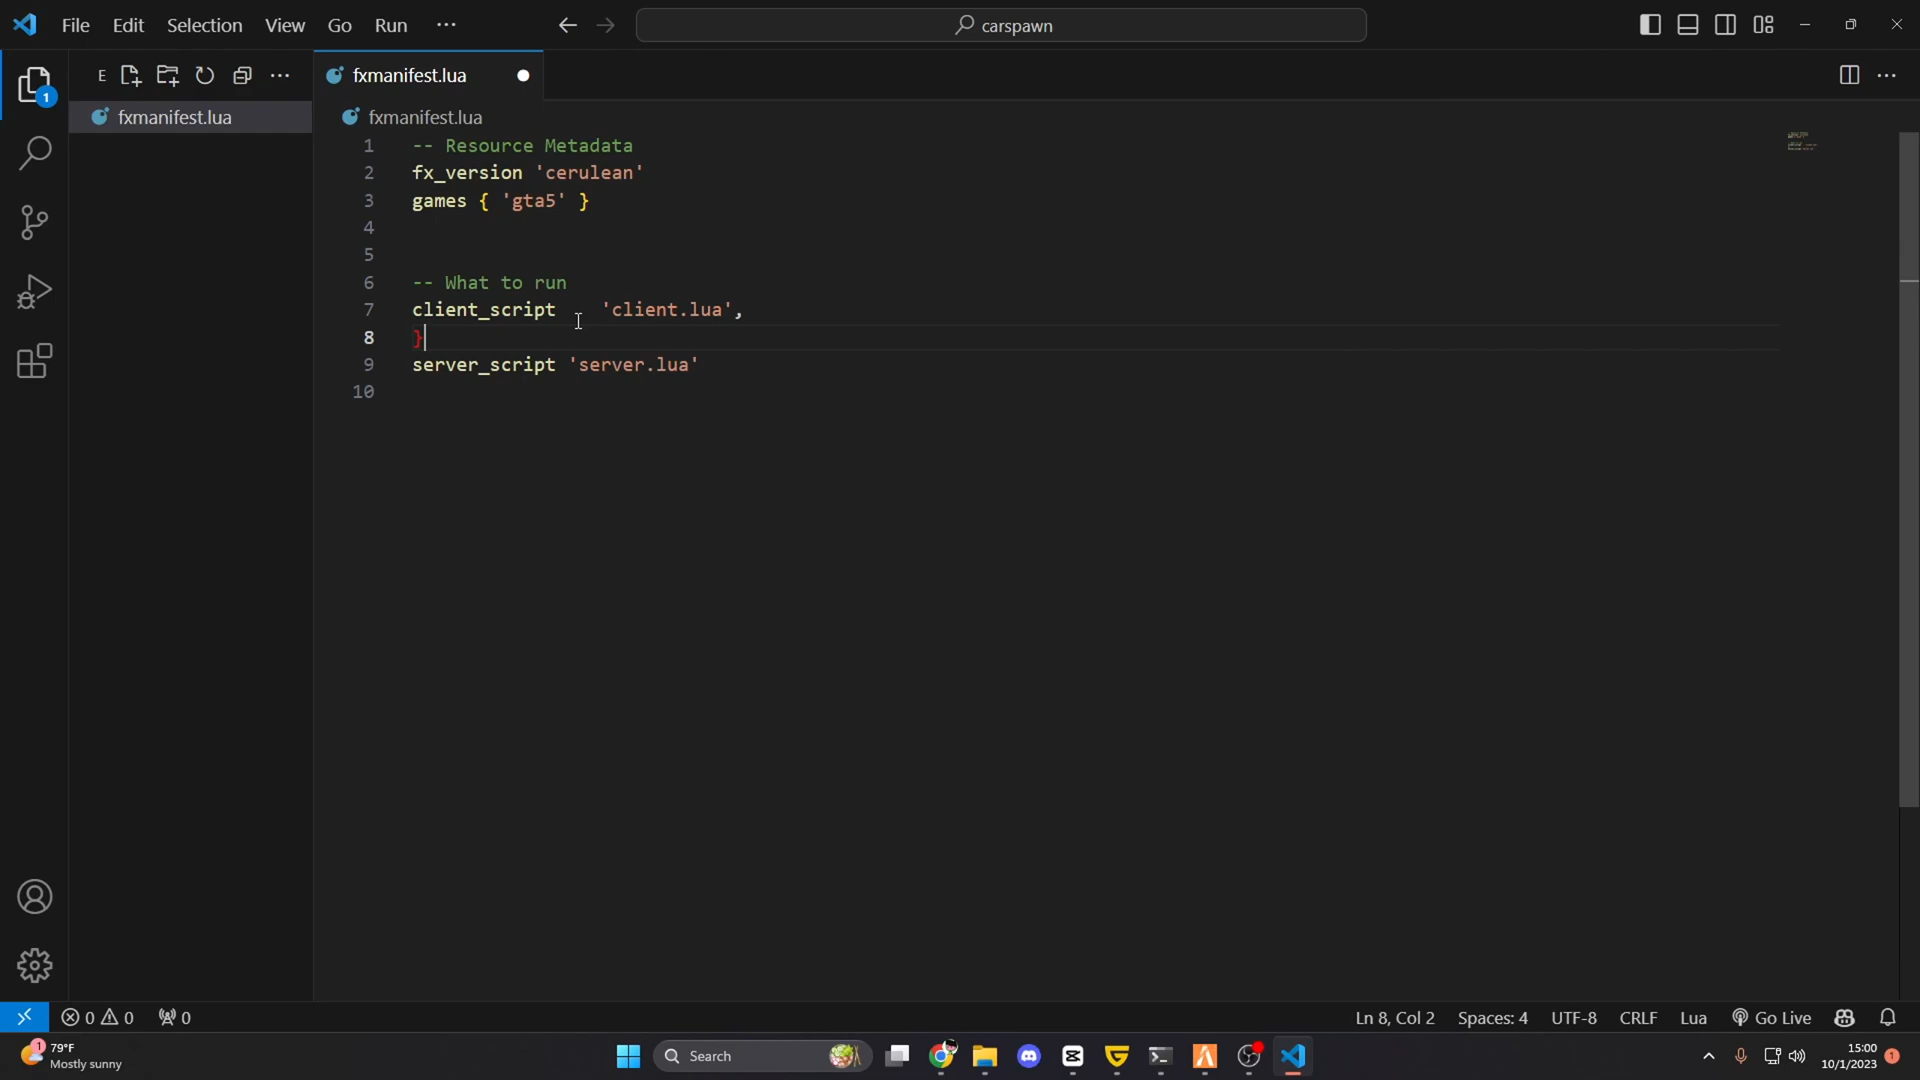 File Edit Selection View Go Run ···
carspawn
E
fxmanifest.lua
fxmanifest.lua
1
fxmanifest.lua
1 -- Resource Metadata
2 fx_version 'cerulean'
3 games { 'gta5' }
4
5
6 -- What to run
7 client_script 'client.lua',
8 }
9 server_script 'server.lua'
10
0 0 0
Ln 8, Col 2 Spaces: 4 UTF-8 CRLF Lua Go Live
1
79°F
Mostly sunny
Search
15:00
10/1/2023
1